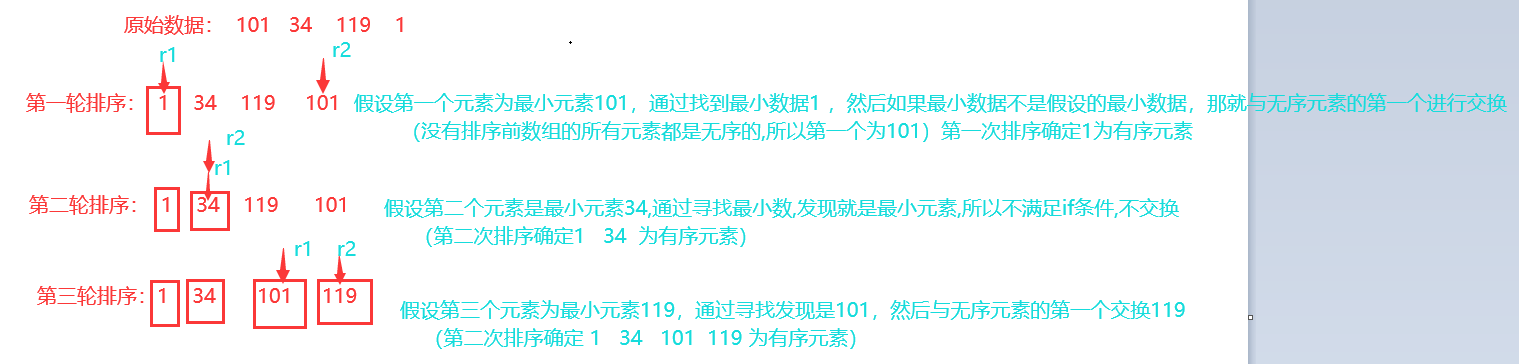 原始数据： 101 34 119 1
r1 r2
第一轮排序： 1 34 119 101 假设第一个元素为最小元素101，通过找到最小数据1 ，然后如果最小数据不是假设的最小数据，那就与无序元素的第一个进行交换
（没有排序前数组的所有元素都是无序的,所以第一个为101）第一次排序确定1为有序元素
r2
r1
第二轮排序： 1 34 119 101 假设第二个元素是最小元素34,通过寻找最小数,发现就是最小元素,所以不满足if条件,不交换
（第二次排序确定1 34 为有序元素）
r1 r2
第三轮排序： 1 34 101 119 假设第三个元素为最小元素119，通过寻找发现是101，然后与无序元素的第一个交换119
（第二次排序确定 1 34 101 119 为有序元素）